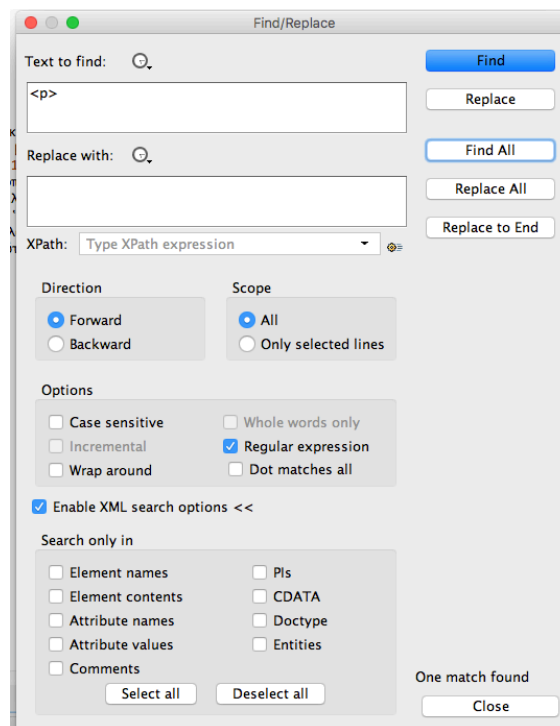 Find/Replace
Text to find:
Find
<p>
Replace
Find All
Replace with:
Replace All
Replace to End
XPath: Type XPath expression
Direction
Scope
Forward
All
Backward
Only selected lines
Options
Case sensitive
Whole words only
Incremental
Regular expression
Wrap around
Dot matches all
Enable XML search options <<
Search only in
Element names
PIs
Element contents
CDATA
Attribute names
Doctype
Attribute values
Entities
Comments
One match found
Select all
Deselect all
Close